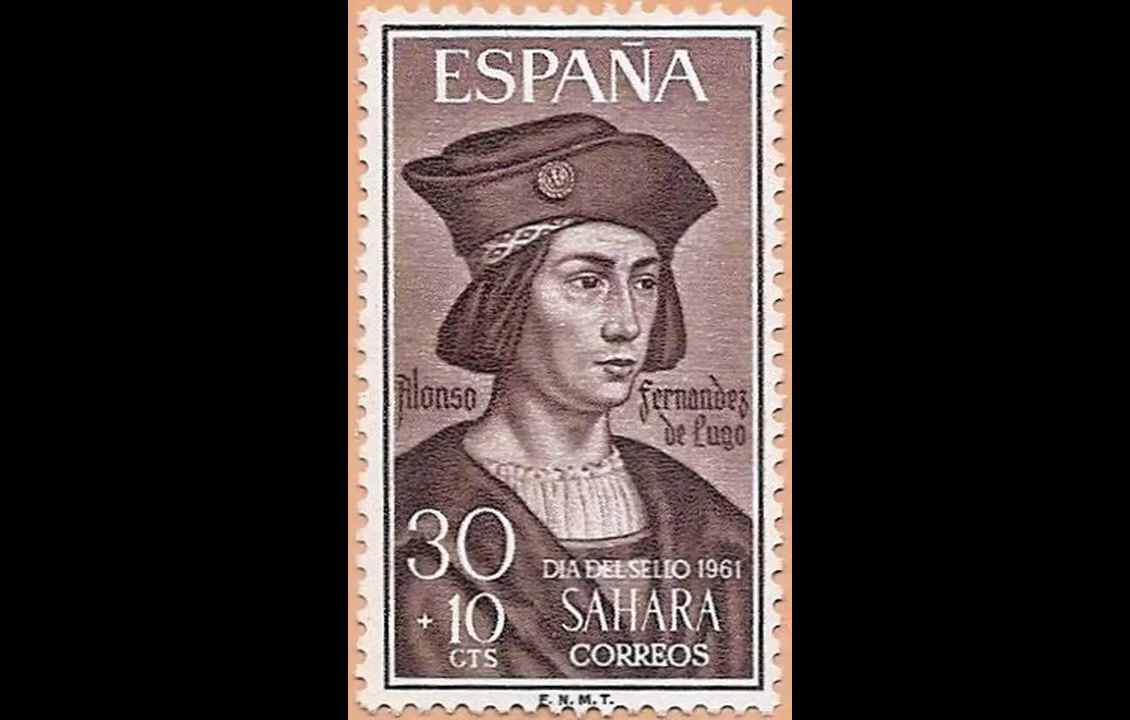 ESPAÑA
Alonso Fernandez
de Lugo
30
+ 10
CTS
DIA DEL SELLO 1961
SAHARA
CORREOS
F. N. M. T.